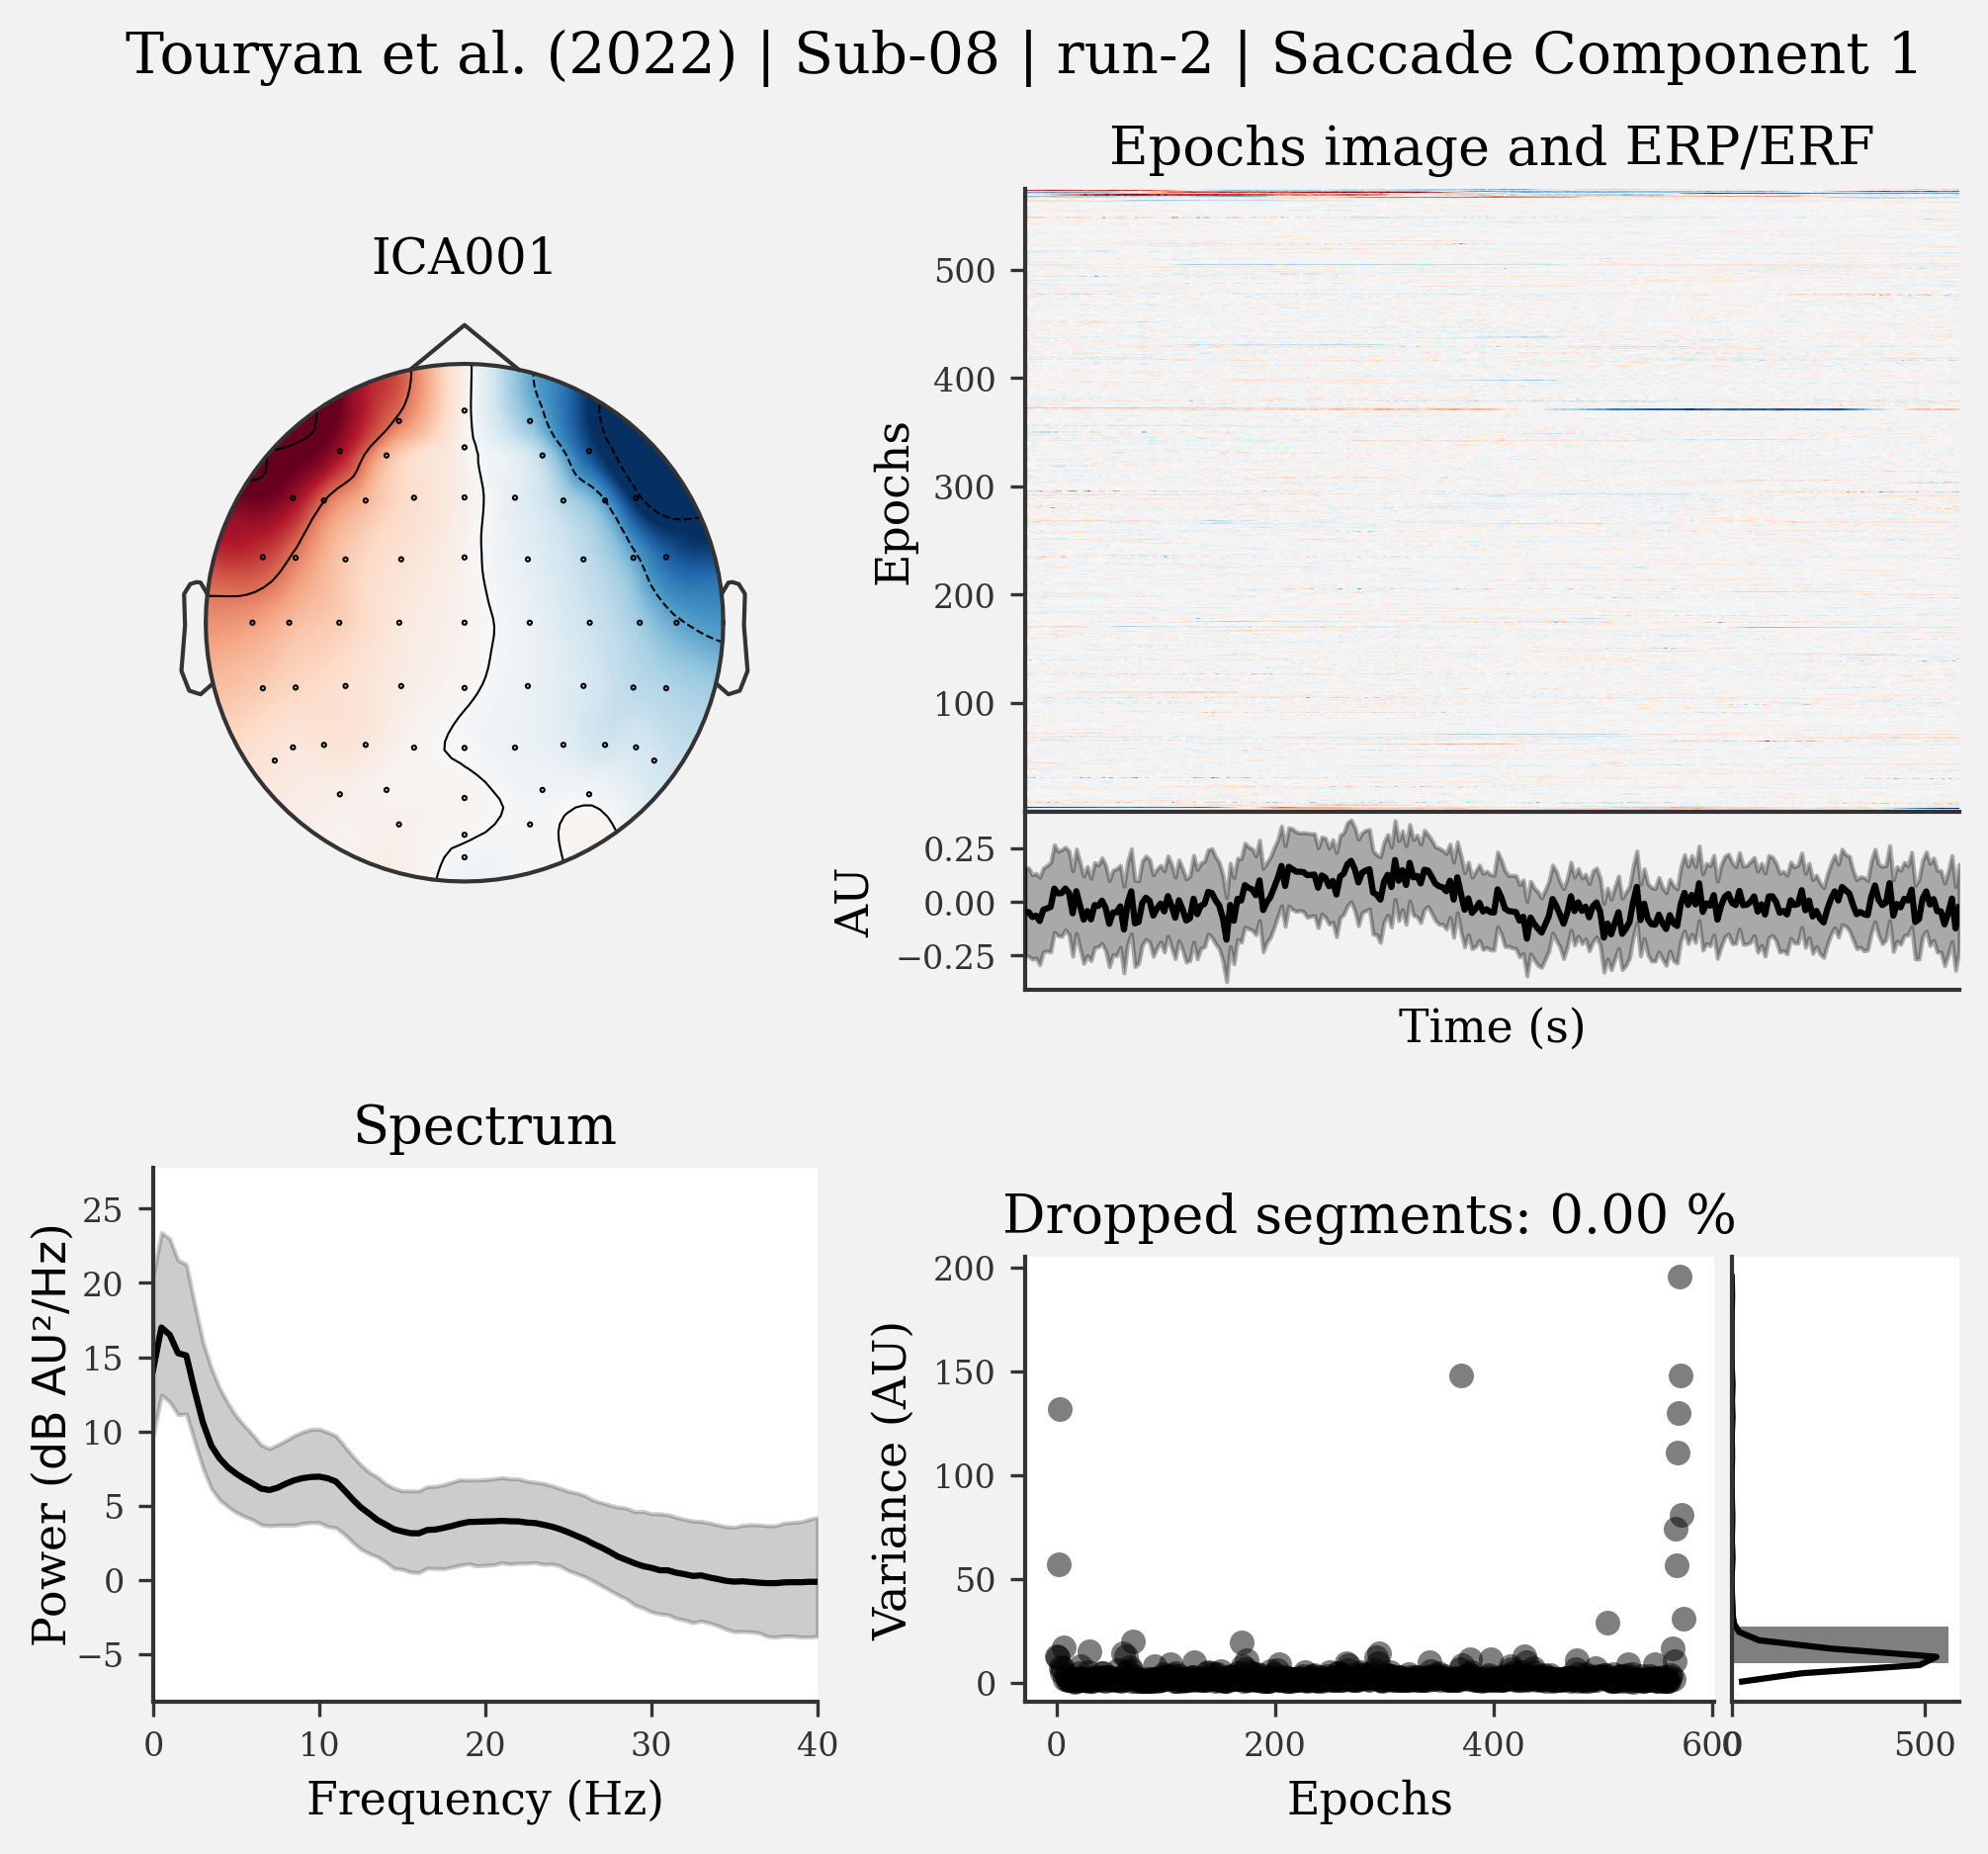 Touryan et al. (2022) | Sub-08 | run-2 | Saccade Component 1
ICA001
Epochs image and ERP/ERF
Epochs
500
400
300
200
100
AU
0.25
0.00
−0.25
Time (s)
Spectrum
Power (dB AU²/Hz)
25
20
15
10
5
0
−5
0
10
20
30
40
Frequency (Hz)
Dropped segments: 0.00 %
Variance (AU)
200
150
100
50
0
0
200
400
600
0
500
Epochs